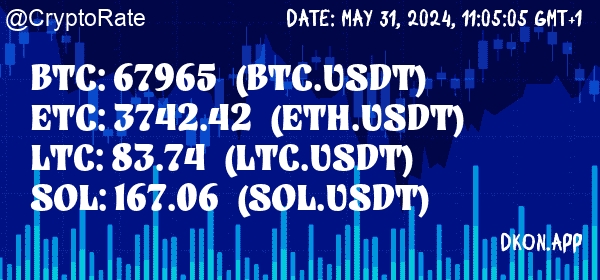 @CryptoRate
DATE: MAY 31, 2024, 11:05:05 GMT+1
BTC: 67965 (BTC.USDT)
ETC: 3742.42 (ETH.USDT)
LTC: 83.74 (LTC.USDT)
SOL: 167.06 (SOL.USDT)
DKON.APP